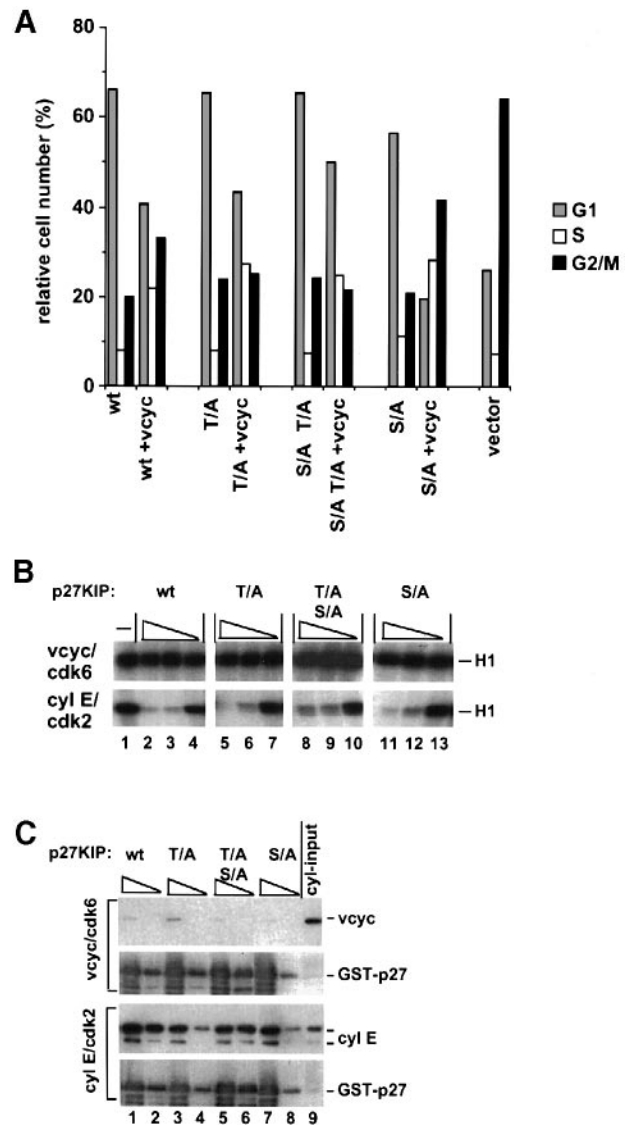 A
80
60
40
20
0
relative cell number (%)
G1
S
G2/M
wt
wt +vcyc
T/A
T/A +vcyc
S/A T/A
S/A T/A +vcyc
S/A
S/A +vcyc
vector
B
p27KIP: wt T/A T/A S/A
S/A
–
vcyc/
cdk6
– H1
cyl E/
cdk2
– H1
1 2 3 4 5 6 7 8 9 10 11 12 13
C
p27KIP: wt T/A T/A S/A
S/A
cyl-input
vcyc/cdk6
– vcyc
– GST-p27
cyl E/cdk2
cyl E
– GST-p27
1 2 3 4 5 6 7 8 9